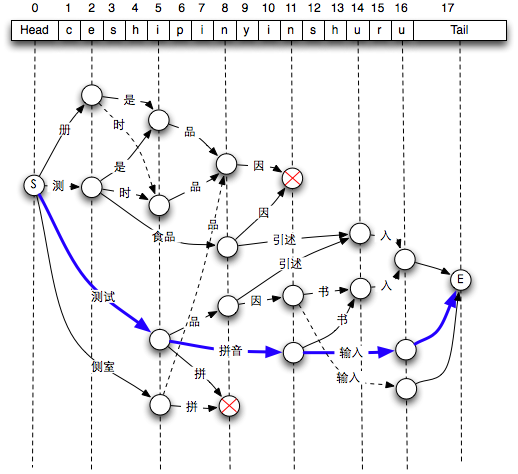 0 1 2 3 4 5 6 7 8 9 10 11 12 13 14 15 16 17
Head c e s h i p i n y i n s h u r u Tail
册 是
时
品
S 测 是
时 品 因
食品 品 因
引述 入
引述
E
测试 品 因 书 入
书
拼音 输入
侧室 拼 输入
拼